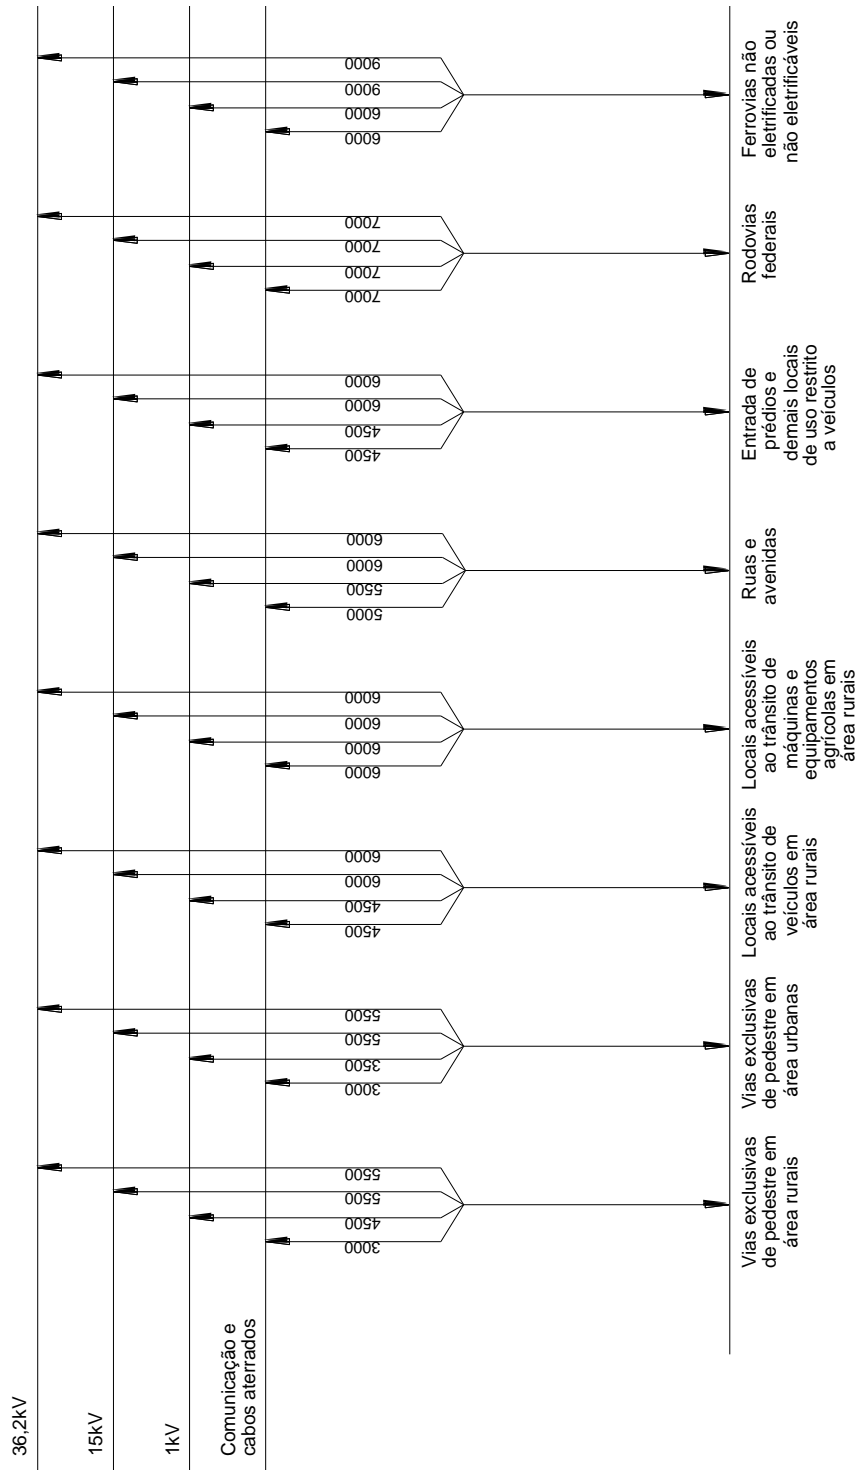 36,2kV
15kV
1kV
Comunicação e
cabos aterrados
5500
5500
4500
3000
Vias exclusivas
de pedestre em
área rurais
5500
5500
3500
3000
Vias exclusivas
de pedestre em
área urbanas
6000
6000
4500
4500
Locais acessíveis
ao trânsito de
veículos em
área rurais
6000
6000
6000
6000
Locais acessíveis
ao trânsito de
máquinas e
equipamentos
agrícolas em
área rurais
6000
6000
5500
5000
Ruas e
avenidas
6000
6000
4500
4500
Entrada de
prédios e
demais locais
de uso restrito
a veículos
7000
7000
7000
7000
Rodovias
federais
9000
9000
6000
6000
Ferrovias não
eletrificadas ou
não eletrificáveis